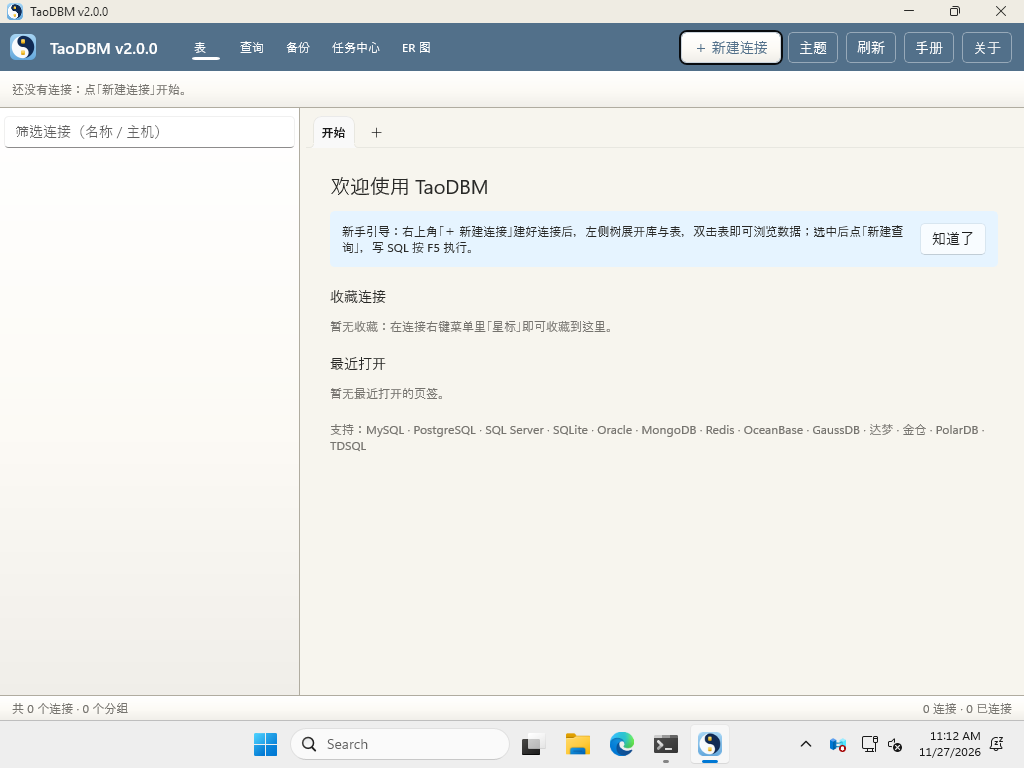 TaoDBM v2.0.0
TaoDBM v2.0.0 表 查询 备份 任务中心 ER 图 ＋ 新建连接 主题 刷新 手册 关于
还没有连接：点「新建连接」开始。
筛选连接（名称 / 主机）
开始 ＋
欢迎使用 TaoDBM
新手引导：右上角「＋ 新建连接」建好连接后，左侧树展开库与表，双击表即可浏览数据；选中后点「新建查
询」，写 SQL 按 F5 执行。
知道了
收藏连接
暂无收藏：在连接右键菜单里「星标」即可收藏到这里。
最近打开
暂无最近打开的页签。
支持：MySQL · PostgreSQL · SQL Server · SQLite · Oracle · MongoDB · Redis · OceanBase · GaussDB · 达梦 · 金仓 · PolarDB ·
TDSQL
共 0 个连接 · 0 个分组
0 连接 · 0 已连接
Search
11:12 AM
11/27/2026